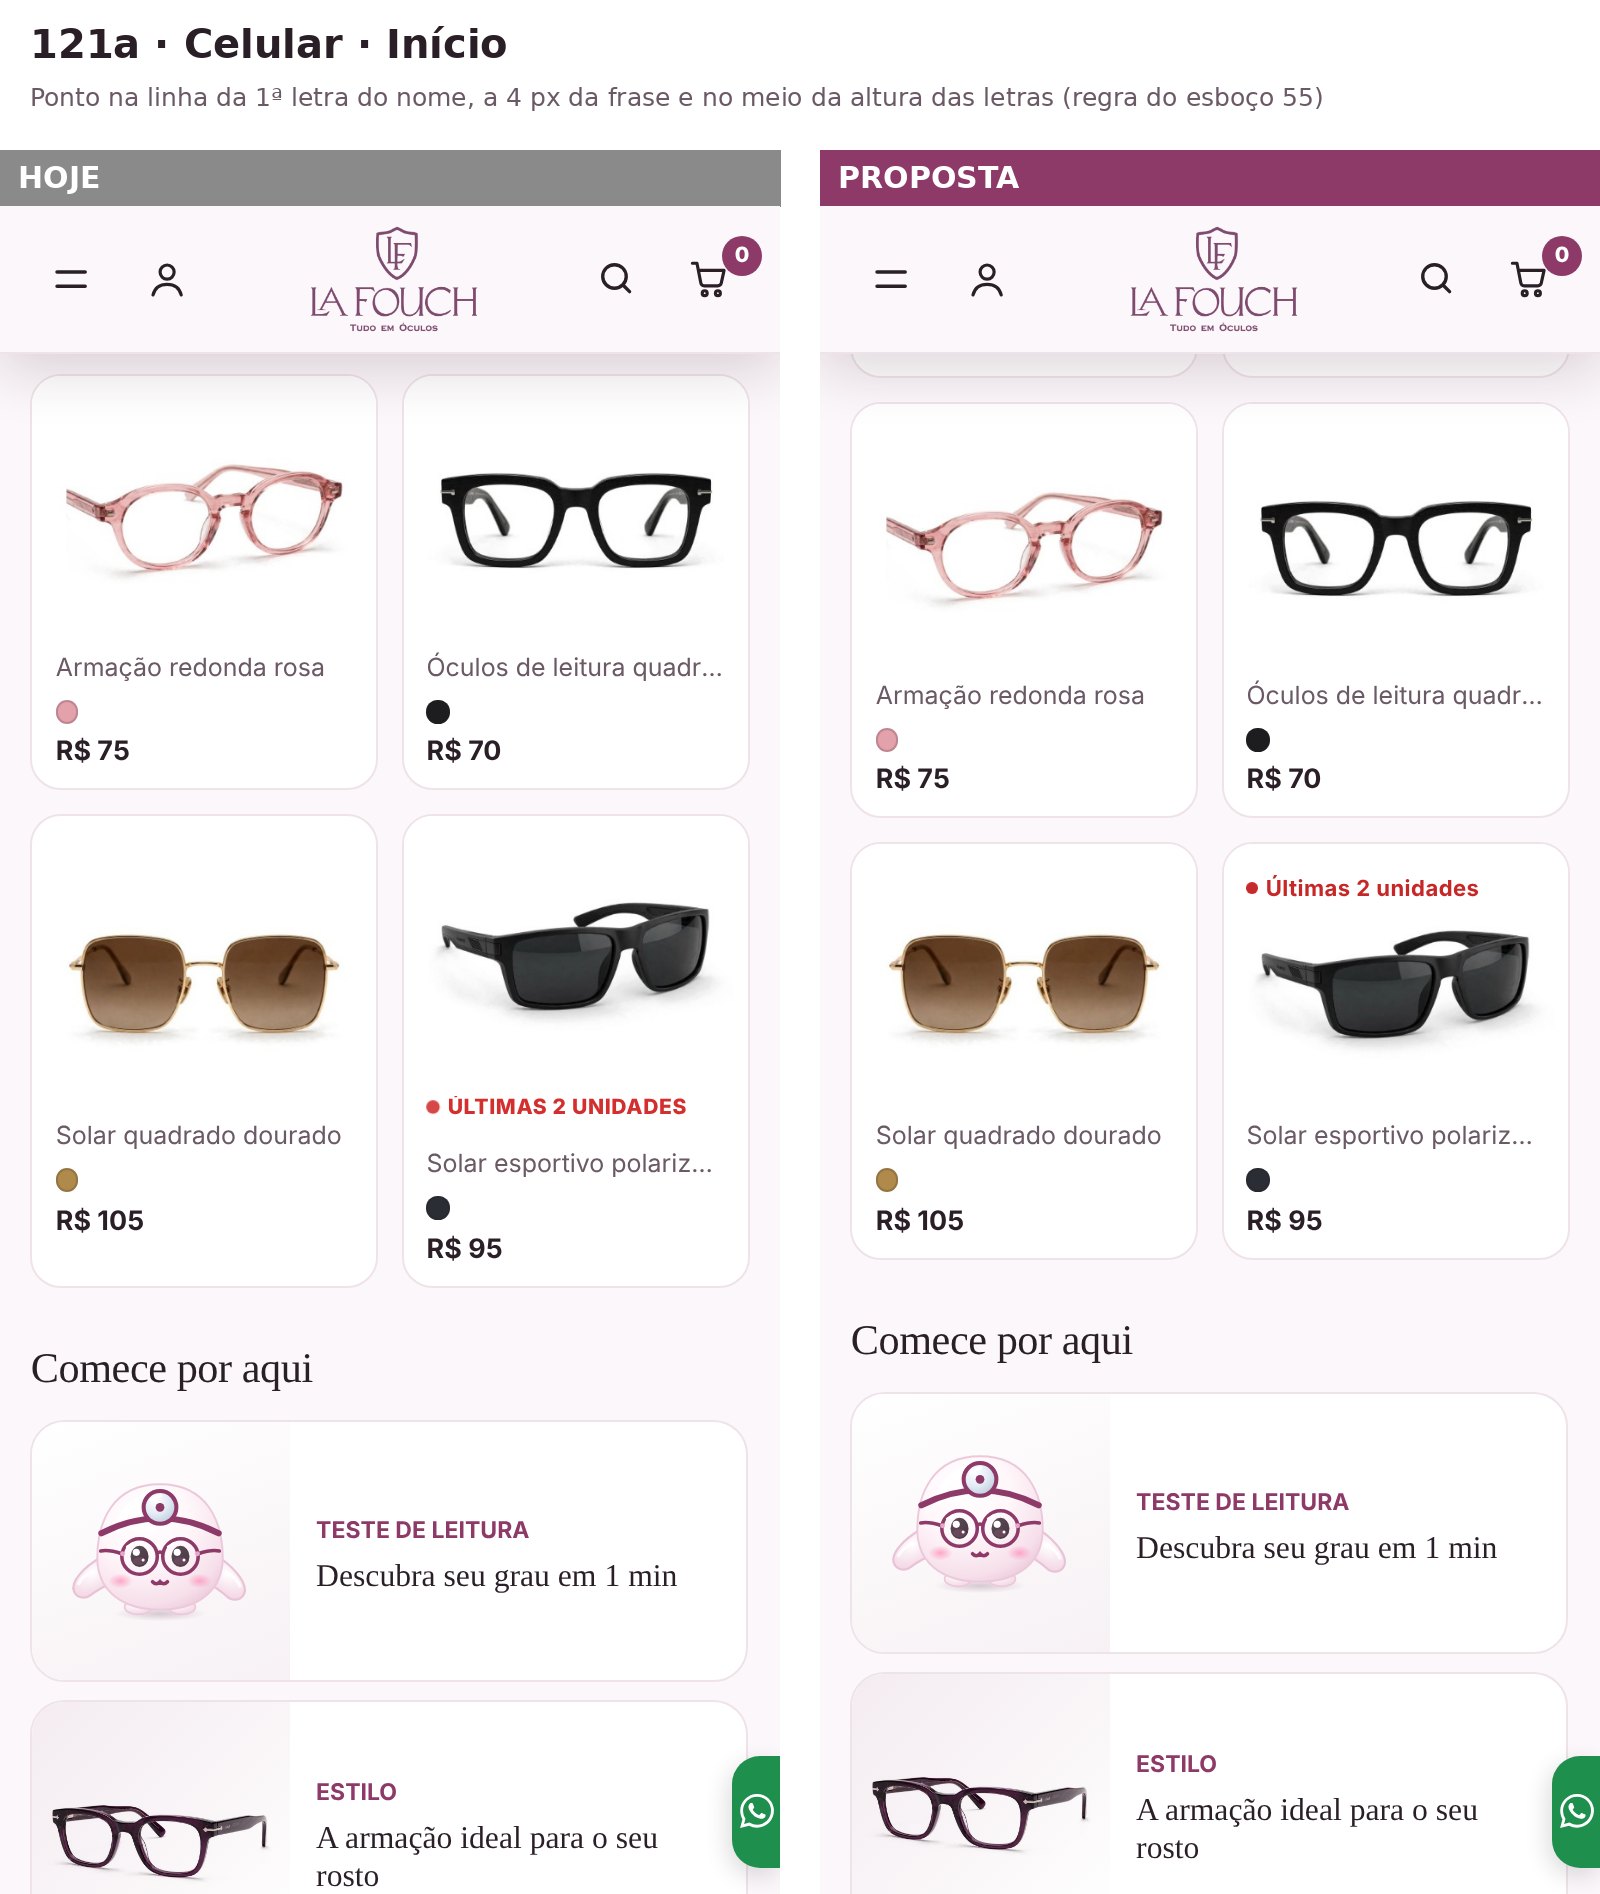 121a · Celular · Início
Ponto na linha da 1ª letra do nome, a 4 px da frase e no meio da altura das letras (regra do esboço 55)
HOJE
LF
LA FOUCH
TUDO EM ÓCULOS
0
Armação redonda rosa
R$ 75
Óculos de leitura quadr...
R$ 70
Solar quadrado dourado
R$ 105
ÚLTIMAS 2 UNIDADES
Solar esportivo polariz...
R$ 95
Comece por aqui
TESTE DE LEITURA
Descubra seu grau em 1 min
ESTILO
A armação ideal para o seu
rosto
PROPOSTA
LF
LA FOUCH
TUDO EM ÓCULOS
0
Armação redonda rosa
R$ 75
Óculos de leitura quadr...
R$ 70
Solar quadrado dourado
R$ 105
Últimas 2 unidades
Solar esportivo polariz...
R$ 95
Comece por aqui
TESTE DE LEITURA
Descubra seu grau em 1 min
ESTILO
A armação ideal para o seu
rosto